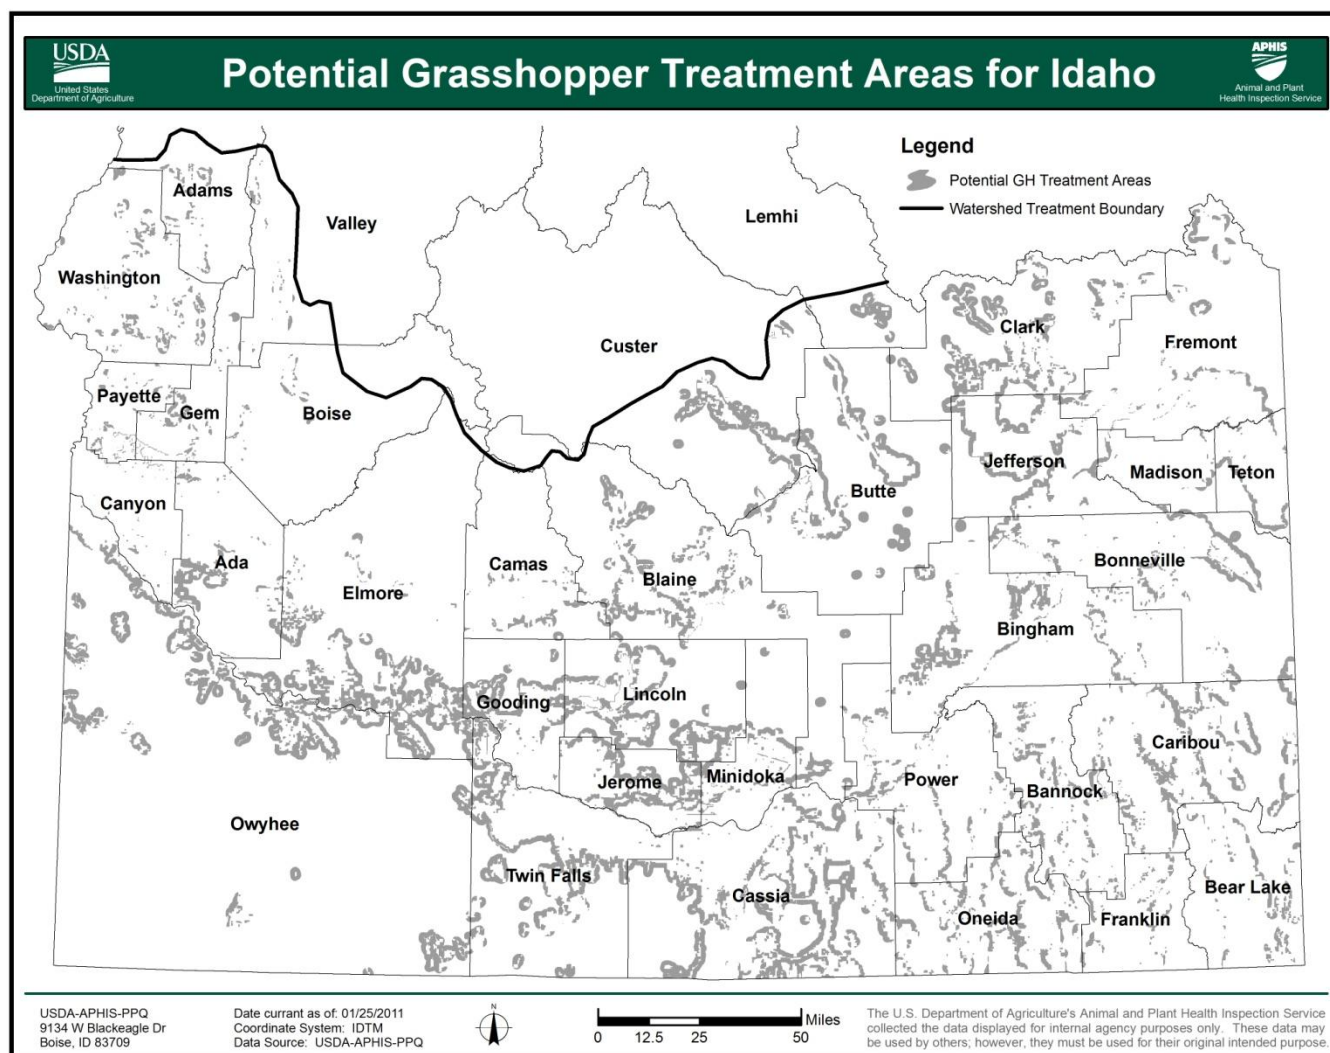 USDA
United States
Department of Agriculture
Potential Grasshopper Treatment Areas for Idaho
APHIS
Animal and Plant
Health Inspection Service
Legend
Potential GH Treatment Areas
Watershed Treatment Boundary
Adams
Valley
Lemhi
Washington
Clark
Custer
Fremont
Payette
Gem
Boise
Jefferson
Madison
Teton
Butte
Canyon
Ada
Camas
Bonneville
Elmore
Blaine
Bingham
Gooding
Lincoln
Caribou
Jerome
Minidoka
Power
Bannock
Owyhee
Twin Falls
Cassia
Bear Lake
Oneida
Franklin
USDA-APHIS-PPQ
9134 W Blackeagle Dr
Boise, ID 83709
Date currant as of: 01/25/2011
Coordinate System: IDTM
Data Source: USDA-APHIS-PPQ
N
Miles
0 12.5 25 50
The U.S. Department of Agriculture's Animal and Plant Health Inspection Service
collected the data displayed for internal agency purposes only. These data may
be used by others; however, they must be used for their original intended purpose.